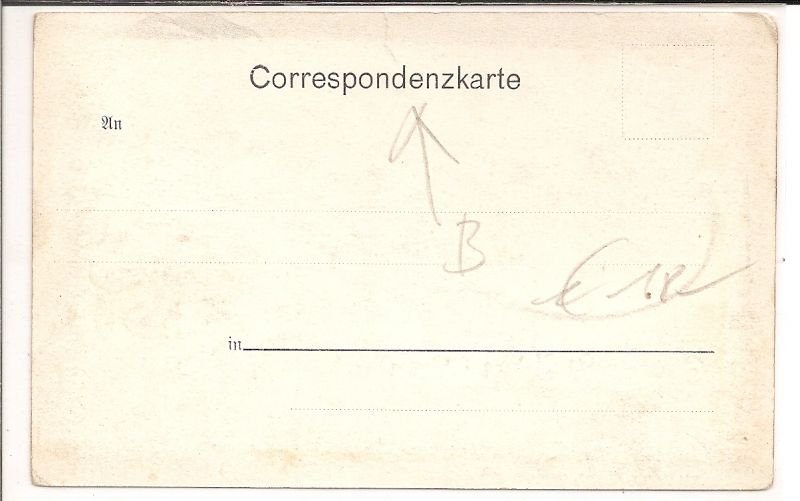 Correspondenzkarte
An
B
in